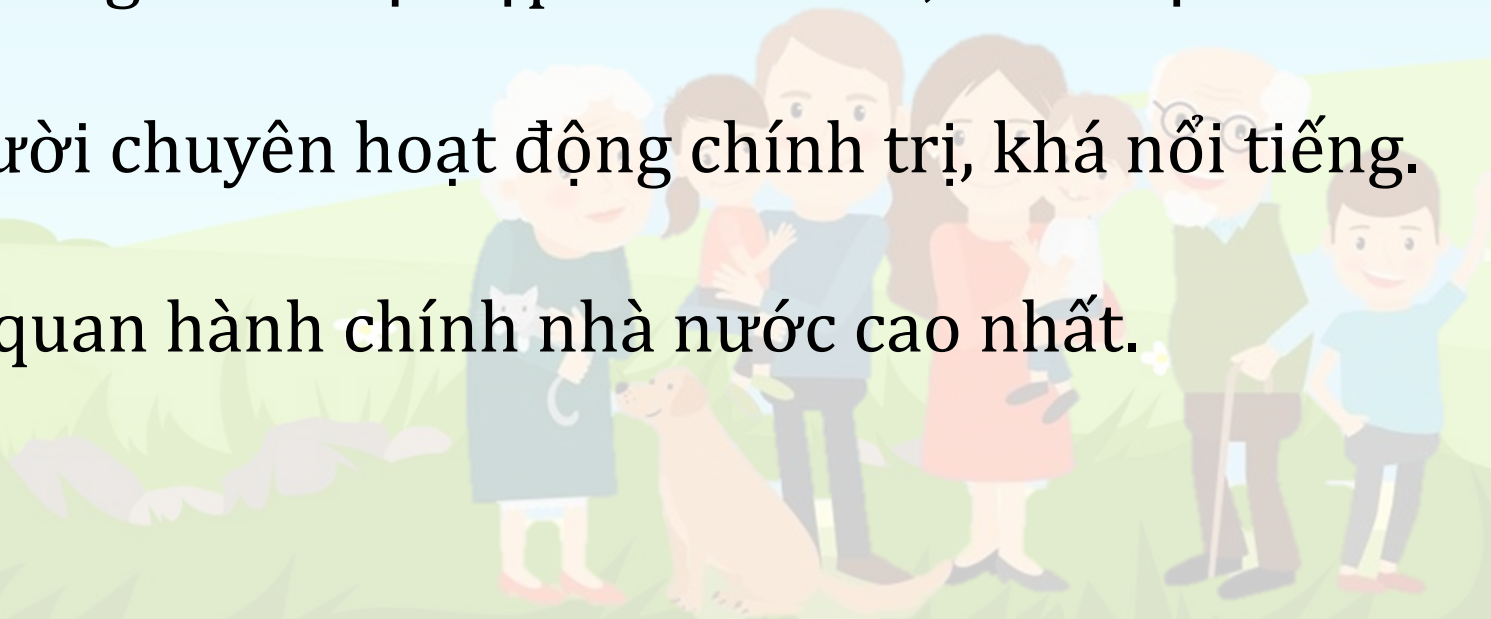 ười chuyên hoạt động chính trị, khá nổi tiếng.
quan hành chính nhà nước cao nhất.